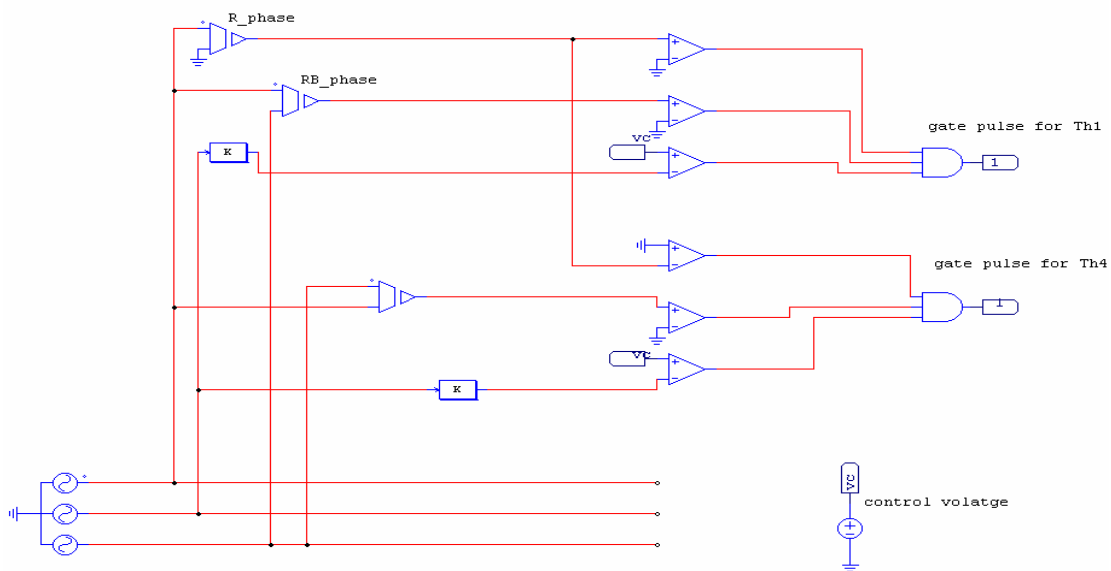 R_phase
RB_phase
gate pulse for Th1
VC
K
1
gate pulse for Th4
1
VC
K
VC
control volatge